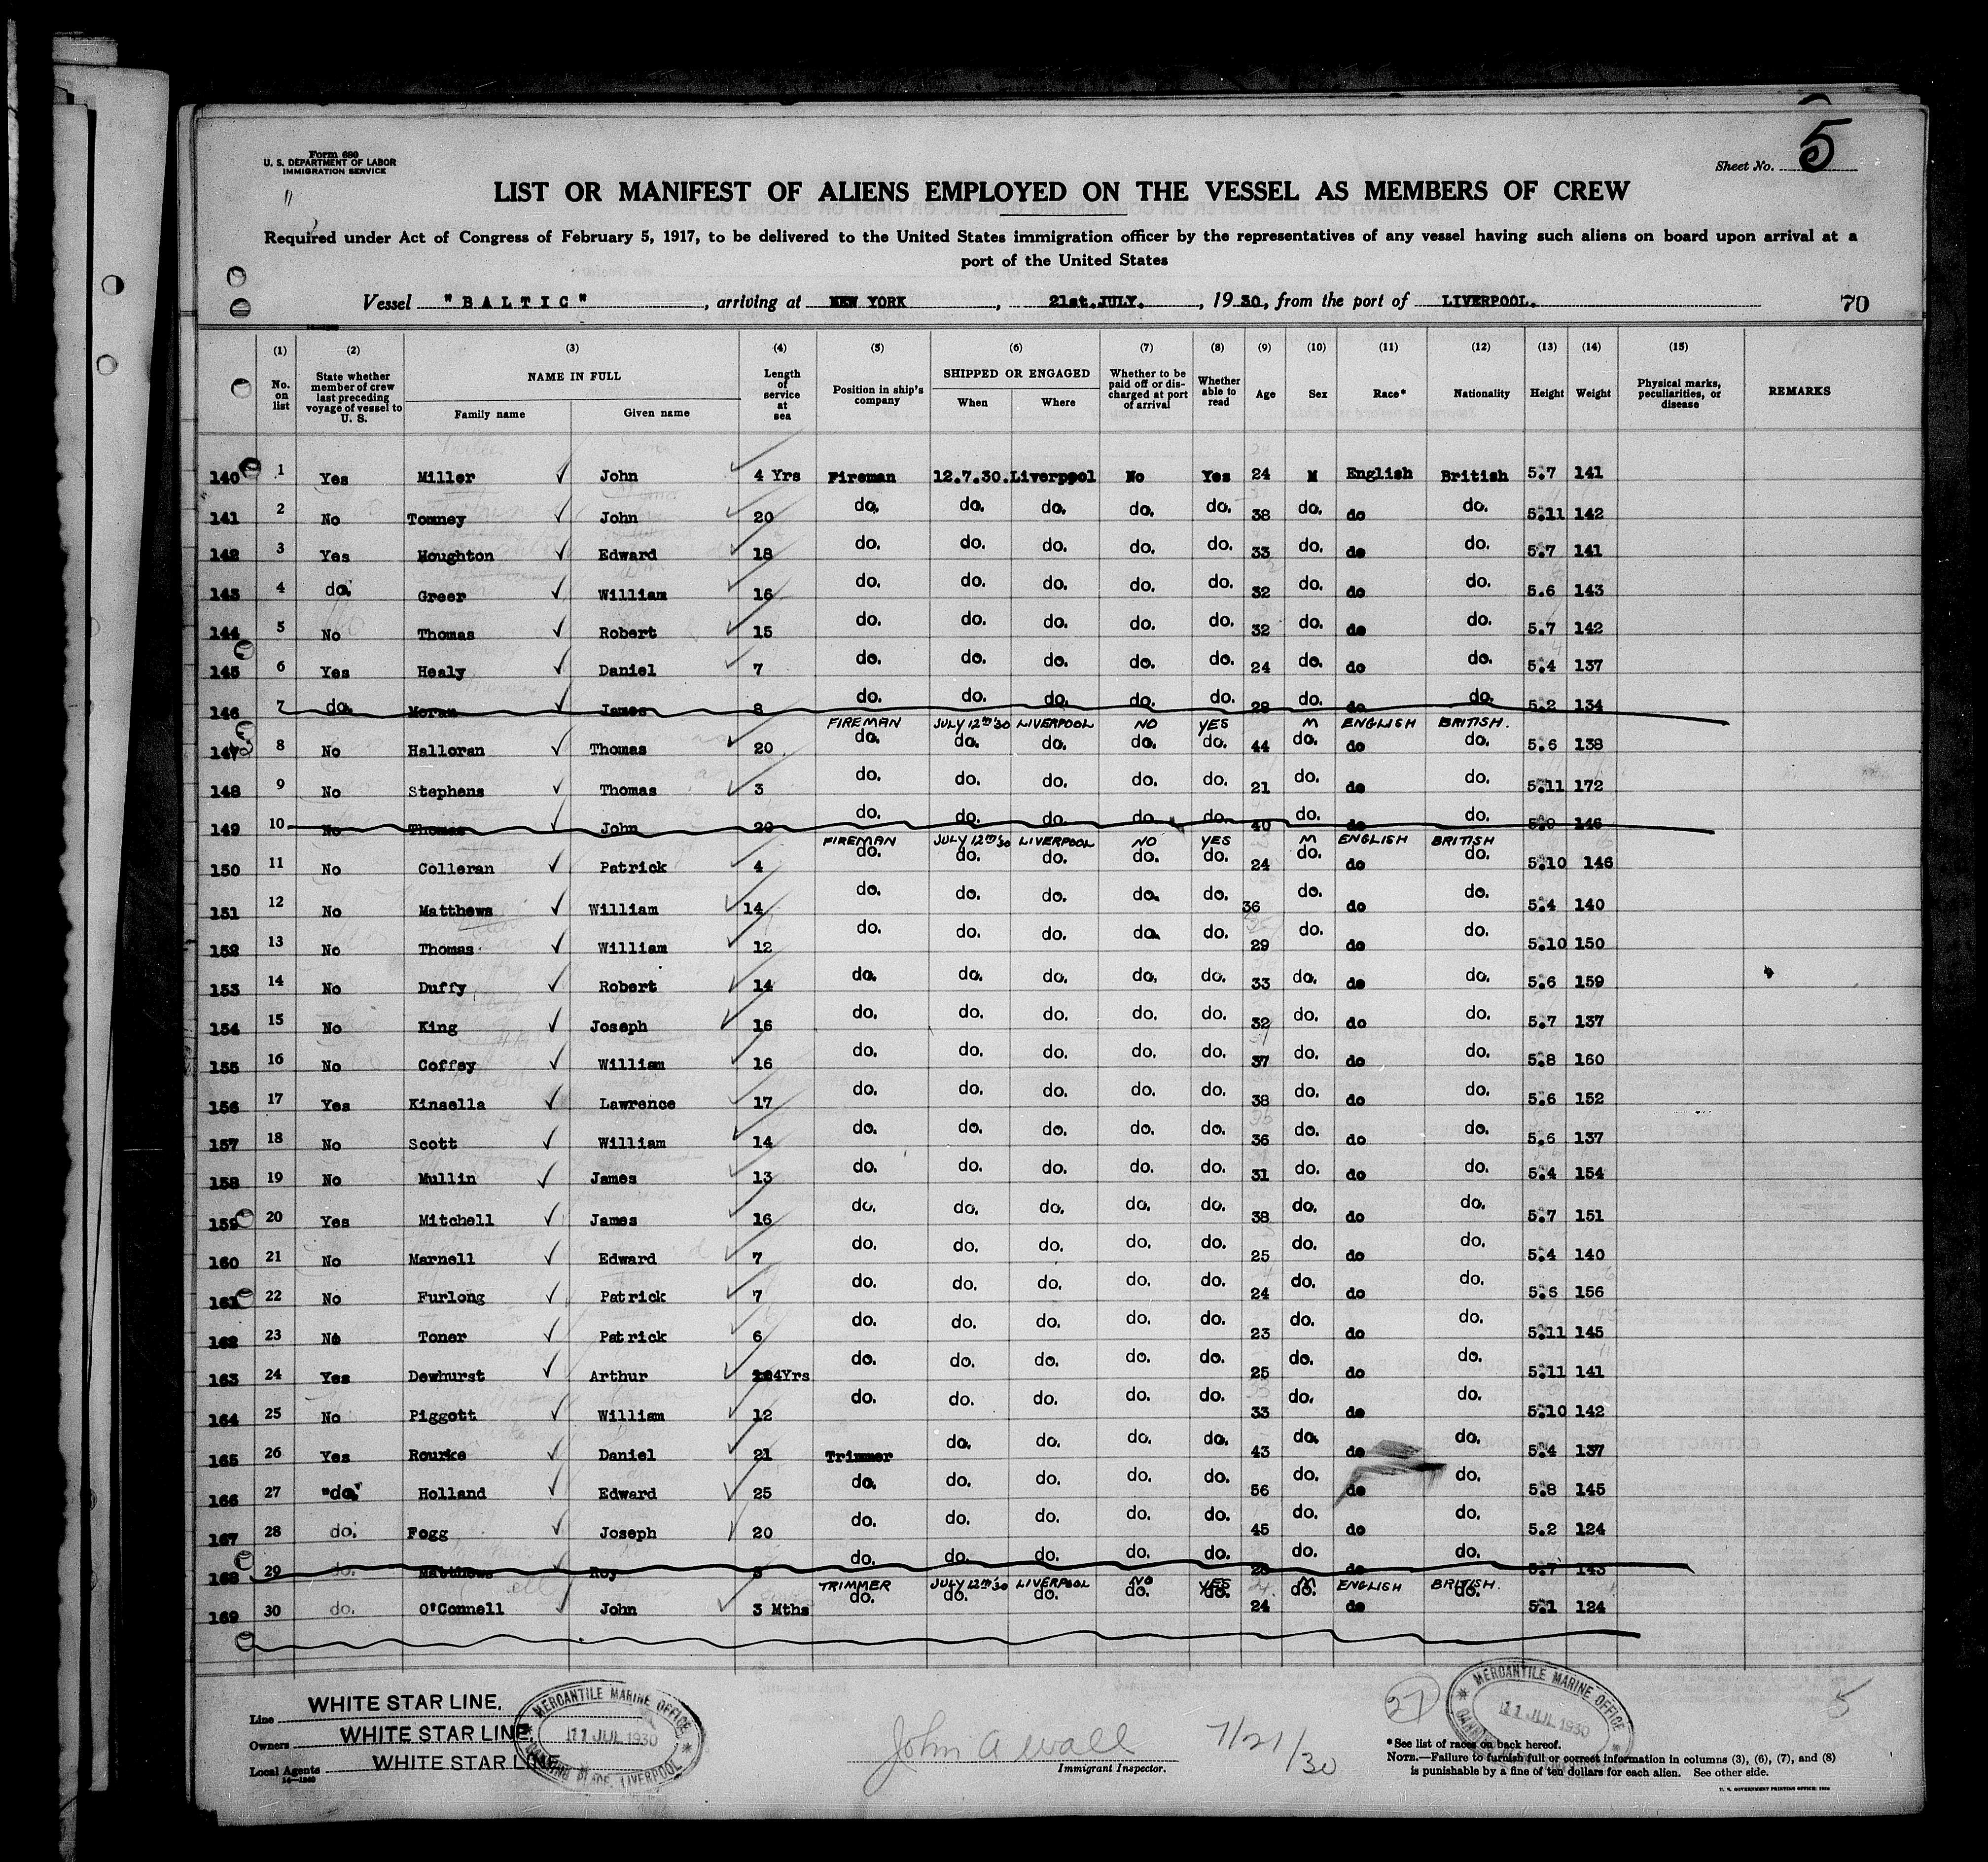 5
Form 680
U. S. DEPARTMENT OF LABOR
IMMIGRATION SERVICE
Sheet No.
LIST OR MANIFEST OF ALIENS EMPLOYED ON THE VESSEL AS MEMBERS OF CREW
Required under Act of Congress of February 5, 1917, to be delivered to the United States immigration officer by the representatives of any vessel having such aliens on board upon arrival at a
port of the United States
Vessel "BALTIC", arriving at NEW YORK, 21st.JULY., 1930, from the port of LIVERPOOL. 70
(1) (2) (3) (4) (5) (6) (7) (8) (9) (10) (11) (12) (13) (14) (15)
No. on list State whether member of crew last preceding voyage of vessel to U. S. NAME IN FULL Family name Given name Length of service at sea Position in ship's company SHIPPED OR ENGAGED When Where Whether to be paid off or discharged at port of arrival Whether able to read Age Sex Race* Nationality Height Weight Physical marks, peculiarities, or disease REMARKS
140 1 Yes Miller John 4 Yrs Fireman 12.7.30. Liverpool No Yes 24 M English British 5.7 141
141 2 No Tomney John 20 do. do. do. do. do. 38 do. do do. 5.11 142
142 3 Yes Houghton Edward 18 do. do. do. do. do. 33 do. do do. 5.7 141
143 4 do. Greer William 16 do. do. do. do. do. 32 do. do do. 5.6 143
144 5 No Thomas Robert 15 do. do. do. do. do. 32 do. do do. 5.7 142
145 6 Yes Healy Daniel 7 do. do. do. do. do. 24 do. do do. 5.4 137
146 7 do. Moran James 8 do. do. do. do. do. 28 do. do do. 5.2 134
FIREMAN JULY 12TH '30 LIVERPOOL NO YES M ENGLISH BRITISH.
147 8 No Halloran Thomas 20 do. do. do. do. do. 44 do. do do. 5.6 138
148 9 No Stephens Thomas 3 do. do. do. do. do. 21 do. do do. 5.11 172
149 10 No Thomas John 20 do. do. do. do. do. 40 do. do do. 5.9 146
FIREMAN JULY 12TH '30 LIVERPOOL NO YES M ENGLISH BRITISH
150 11 No Colleran Patrick 4 do. do. do. do. do. 24 do. do do. 5.10 146
151 12 No Matthews William 14 do. do. do. do. do. 36 do. do do. 5.4 140
152 13 No Thomas William 12 do. do. do. do. do. 29 do. do do. 5.10 150
153 14 No Duffy Robert 14 do. do. do. do. do. 33 do. do do. 5.6 159
154 15 No King Joseph 16 do. do. do. do. do. 32 do. do do. 5.7 137
155 16 No Coffey William 16 do. do. do. do. do. 37 do. do do. 5.8 160
156 17 Yes Kinsella Lawrence 17 do. do. do. do. do. 38 do. do do. 5.6 152
157 18 No Scott William 14 do. do. do. do. do. 36 do. do do. 5.6 137
158 19 No Mullin James 13 do. do. do. do. do. 31 do. do do. 5.4 154
159 20 Yes Mitchell James 16 do. do. do. do. do. 38 do. do do. 5.7 151
160 21 No Marnell Edward 7 do. do. do. do. do. 25 do. do do. 5.4 140
161 22 No Furlong Patrick 7 do. do. do. do. do. 24 do. do do. 5.6 156
162 23 No Toner Patrick 6 do. do. do. do. do. 23 do. do do. 5.11 145
163 24 Yes Dewhurst Arthur 4Yrs do. do. do. do. do. 25 do. do do. 5.11 141
164 25 No Piggott William 12 do. do. do. do. do. 33 do. do do. 5.10 142
165 26 Yes Rourke Daniel 21 Trimmer do. do. do. do. 43 do. do do. 5.4 137
166 27 "do." Holland Edward 25 do. do. do. do. do. 56 do. do do. 5.8 145
167 28 do. Fogg Joseph 20 do. do. do. do. do. 45 do. do do. 5.2 124
168 29 do. Matthews Roy do. do. do. do. do. do. do do. 5.7 143
TRIMMER JULY 12TH '30 LIVERPOOL NO YES M ENGLISH BRITISH.
169 30 do. O'Connell John 3 Mths do. do. do. do. do. 24 do. do do. 5.1 124
Line WHITE STAR LINE,
Owners WHITE STAR LINE,
Local Agents WHITE STAR LINE
MERCANTILE MARINE OFFICE
11 JUL 1930
CANNING PLACE, LIVERPOOL
John A Wall 7/21/30
Immigrant Inspector.
27
MERCANTILE MARINE OFFICE
11 JUL 1930
5
*See list of races on back hereof.
NOTE.—Failure to furnish full or correct information in columns (3), (6), (7), and (8)
is punishable by a fine of ten dollars for each alien. See other side.